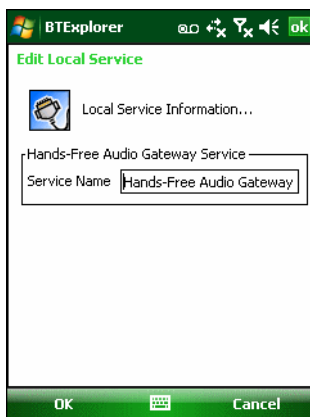 BTExplorer ok
Edit Local Service
Local Service Information...
Hands-Free Audio Gateway Service
Service Name Hands-Free Audio Gateway
OK Cancel